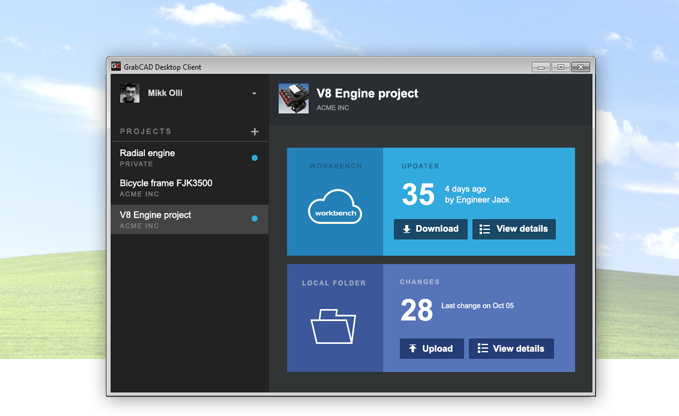 GC GrabCAD Desktop Client
Mikk Olli
PROJECTS
Radial engine
PRIVATE
Bicycle frame FJK3500
ACME INC
V8 Engine project
ACME INC
V8 Engine project
ACME INC
WORKBENCH
workbench
UPDATES
35
4 days ago
by Engineer Jack
Download
View details
LOCAL FOLDER
CHANGES
28
Last change on Oct 05
Upload
View details